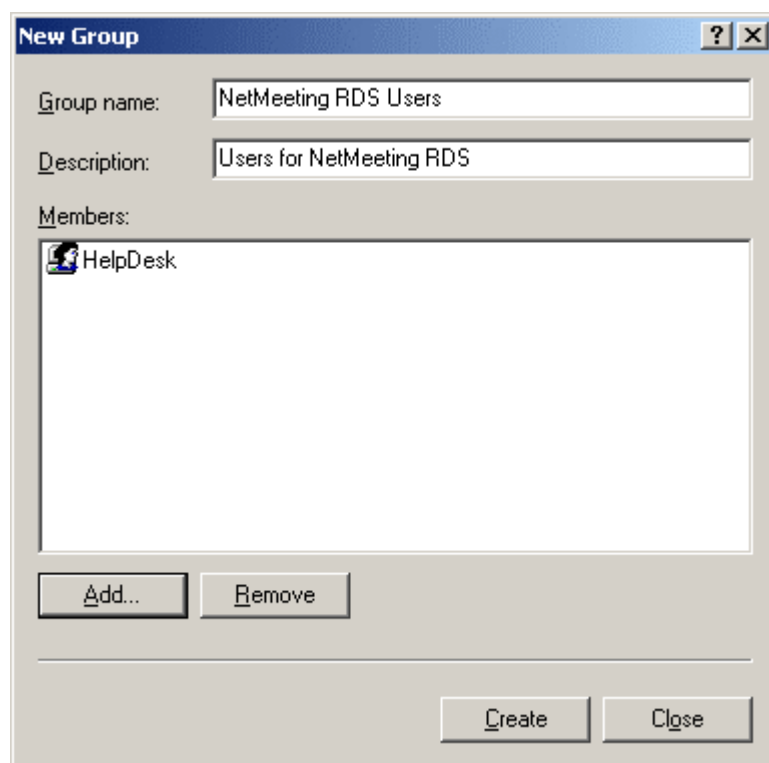 New Group
?
Group name: NetMeeting RDS Users
Description: Users for NetMeeting RDS
Members:
HelpDesk
Add... Remove
Create Close